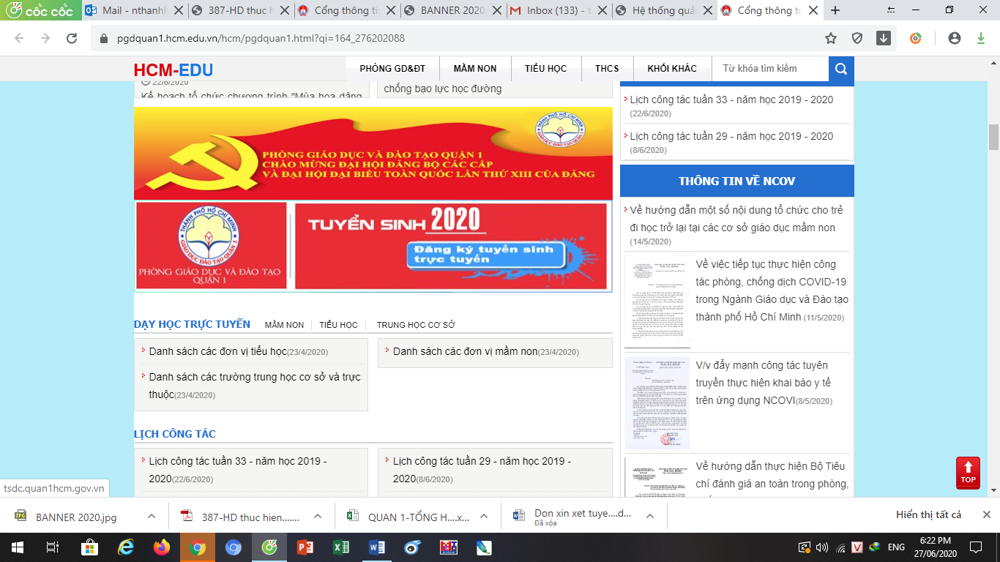 cốc cốc
Mail - nthanhh
387-HD thuc h
Cổng thông tin
BANNER 2020
Inbox (133) - t
Hệ thống quả
Cổng thông ti
pgdquan1.hcm.edu.vn/hcm/pgdquan1.html?qi=164_276202088
HCM-EDU
PHÒNG GD&ĐT
MẦM NON
TIỂU HỌC
THCS
KHỐI KHÁC
Từ khóa tìm kiếm
22/6/2020
Kế hoạch tổ chức chương trình "Mùa hoa dâng
chống bạo lực học đường
THÀNH PHỐ HỒ CHÍ MINH
GIÁO DỤC ĐÀO TẠO QUẬN 1
PHÒNG GIÁO DỤC VÀ ĐÀO TẠO QUẬN 1
CHÀO MỪNG ĐẠI HỘI ĐẢNG BỘ CÁC CẤP
VÀ ĐẠI HỘI ĐẠI BIỂU TOÀN QUỐC LẦN THỨ XIII CỦA ĐẢNG
THÀNH PHỐ HỒ CHÍ MINH
GIÁO DỤC ĐÀO TẠO QUẬN 1
PHÒNG GIÁO DỤC VÀ ĐÀO TẠO
QUẬN 1
TUYỂN SINH 2020
Đăng ký tuyển sinh
trực tuyến
DẠY HỌC TRỰC TUYẾN
MẦM NON
TIỂU HỌC
TRUNG HỌC CƠ SỞ
Danh sách các đơn vị tiểu học(23/4/2020)
Danh sách các trường trung học cơ sở và trực
thuộc(23/4/2020)
Danh sách các đơn vị mầm non(23/4/2020)
LỊCH CÔNG TÁC
Lịch công tác tuần 33 - năm học 2019 -
2020(22/6/2020)
Lịch công tác tuần 29 - năm học 2019 -
2020(8/6/2020)
Lịch công tác tuần 33 - năm học 2019 - 2020
(22/6/2020)
Lịch công tác tuần 29 - năm học 2019 - 2020
(8/6/2020)
THÔNG TIN VỀ NCOV
Về hướng dẫn một số nội dung tổ chức cho trẻ
đi học trở lại tại các cơ sở giáo dục mầm non
(14/5/2020)
Về việc tiếp tục thực hiện công
tác phòng, chống dịch COVID-19
trong Ngành Giáo dục và Đào tạo
thành phố Hồ Chí Minh (11/5/2020)
V/v đẩy mạnh công tác tuyên
truyền thực hiện khai báo y tế
trên ứng dụng NCOVI(8/5/2020)
Về hướng dẫn thực hiện Bộ Tiêu
chí đánh giá an toàn trong phòng,
TOP
tsdc.quan1hcm.gov.vn
BANNER 2020.jpg
387-HD thuc hien.......
QUAN 1-TỔNG H....x...
Don xin xet tuye....d...
Đã xóa
Hiển thị tất cả
ENG
6:22 PM
27/06/2020